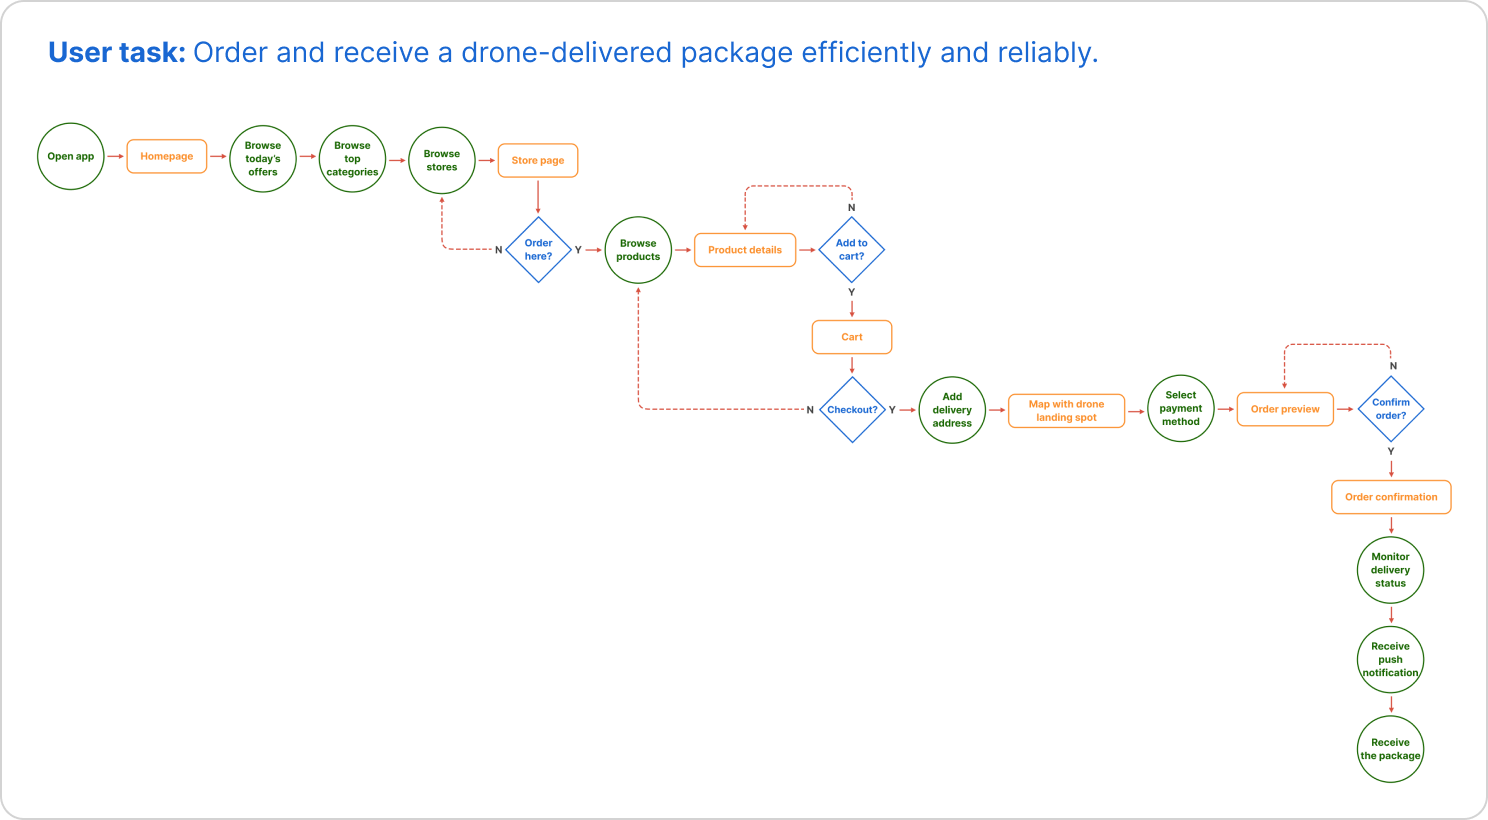 User task: Order and receive a drone-delivered package efficiently and reliably.
Open app
Homepage
Browse
today's
offers
Browse
top
categories
Browse
stores
Store page
N
Order
here?
Y
Browse
products
Product details
N
Add to
cart?
Y
Cart
N
Checkout?
Y
Add
delivery
address
Map with drone
landing spot
Select
payment
method
Order preview
N
Confirm
order?
Y
Order confirmation
Monitor
delivery
status
Receive
push
notification
Receive
the package